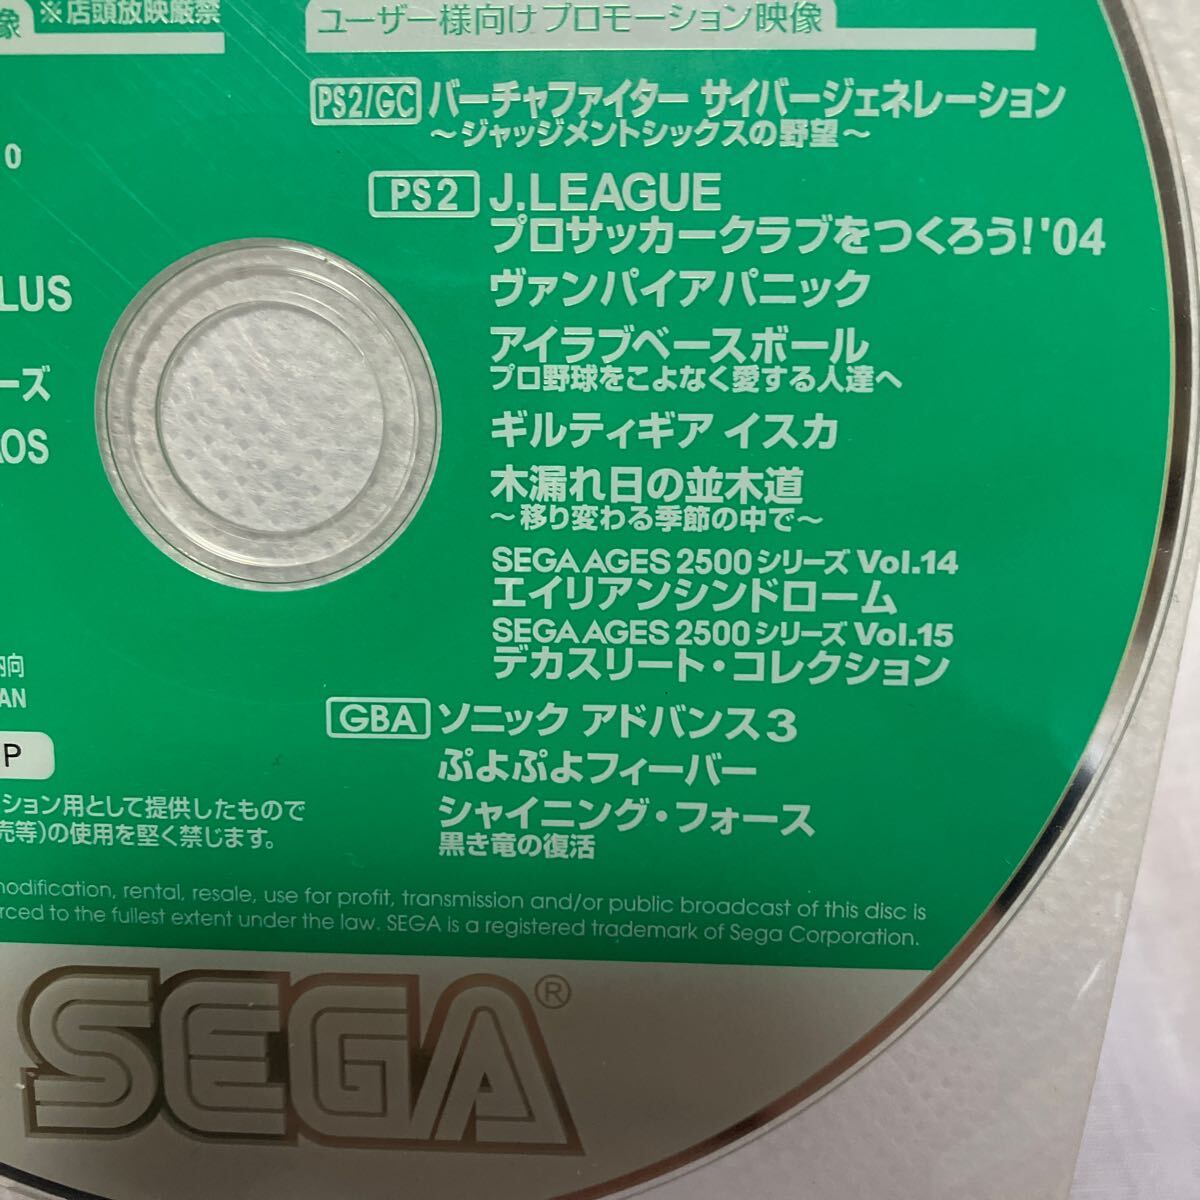 像 ※店頭放映厳禁
ユーザー様向けプロモーション映像
PS2/GC バーチャファイター サイバージェネレーション
～ジャッジメントシックスの野望～
0
PS2 J.LEAGUE
プロサッカークラブをつくろう!'04
ヴァンパイアパニック
LUS
アイラブベースボール
プロ野球をこよなく愛する人達へ
ーズ
ギルティギア イスカ
OS
木漏れ日の並木道
～移り変わる季節の中で～
SEGA AGES 2500シリーズ Vol.14
エイリアンシンドローム
SEGA AGES 2500シリーズ Vol.15
デカスリート・コレクション
向
AN
GBA ソニック アドバンス3
P
ぷよぷよフィーバー
ション用として提供したもので
シャイニング・フォース
売等)の使用を堅く禁じます。
黒き竜の復活
modification, rental, resale, use for profit, transmission and/or public broadcast of this disc is
rced to the fullest extent under the law. SEGA is a registered trademark of Sega Corporation.
SEGA®